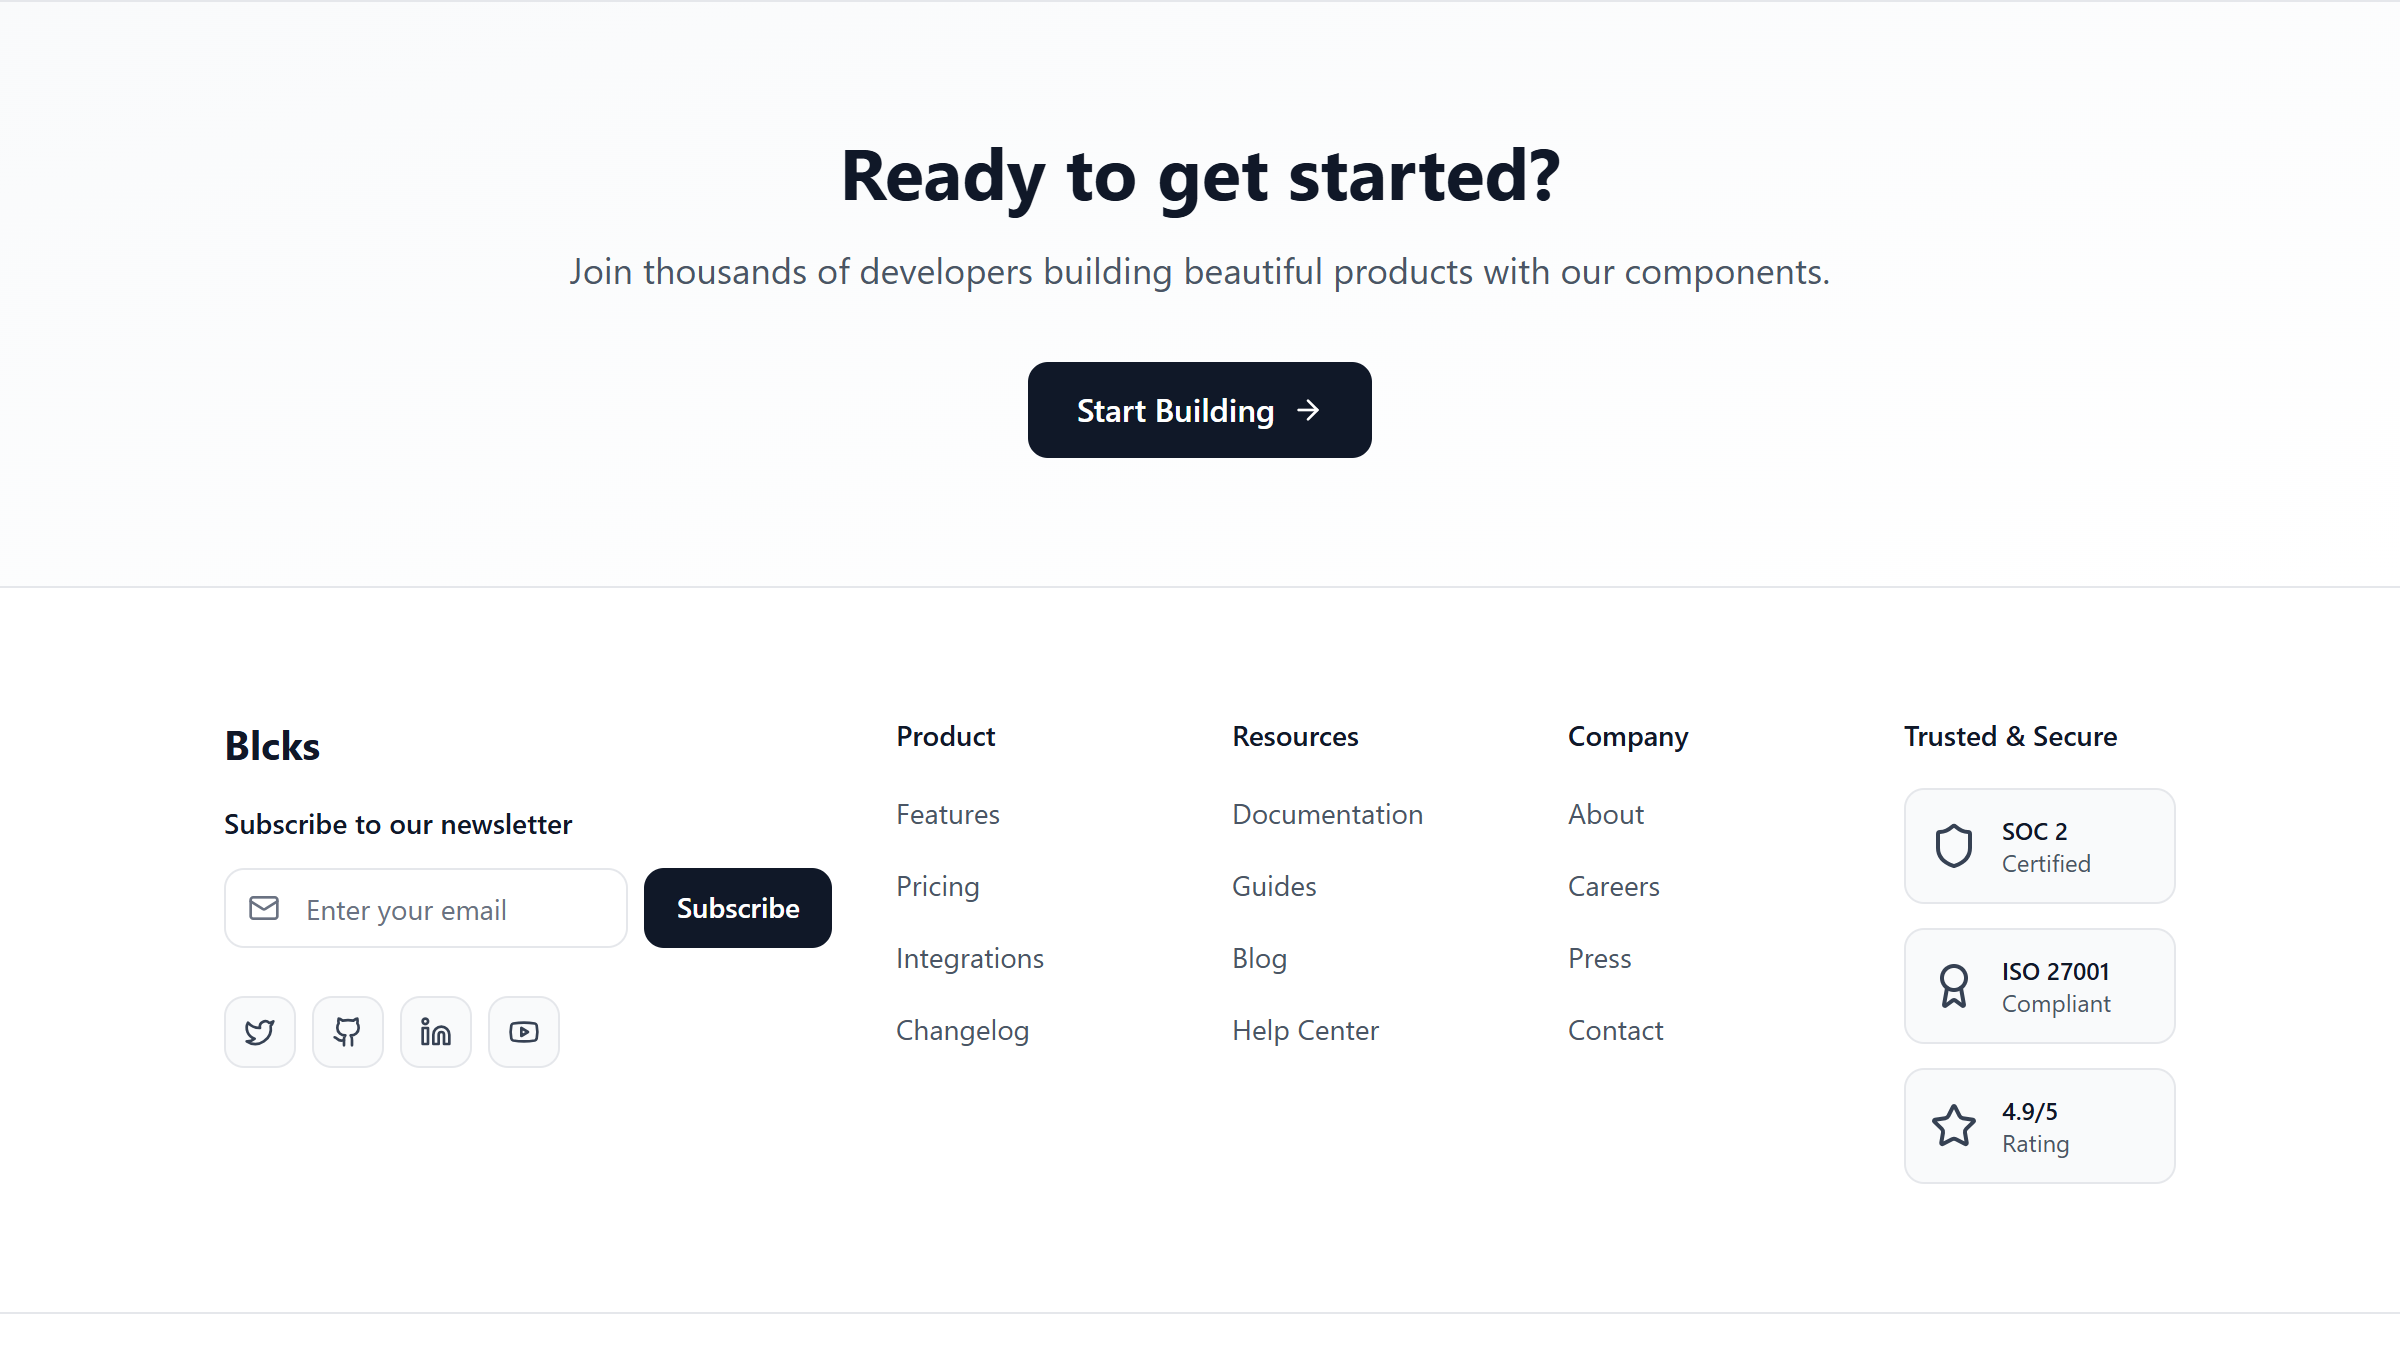 Ready to get started?
Join thousands of developers building beautiful products with our components.
Start Building
Blcks
Subscribe to our newsletter
Enter your email
Subscribe
Product
Features
Pricing
Integrations
Changelog
Resources
Documentation
Guides
Blog
Help Center
Company
About
Careers
Press
Contact
Trusted & Secure
SOC 2
Certified
ISO 27001
Compliant
4.9/5
Rating